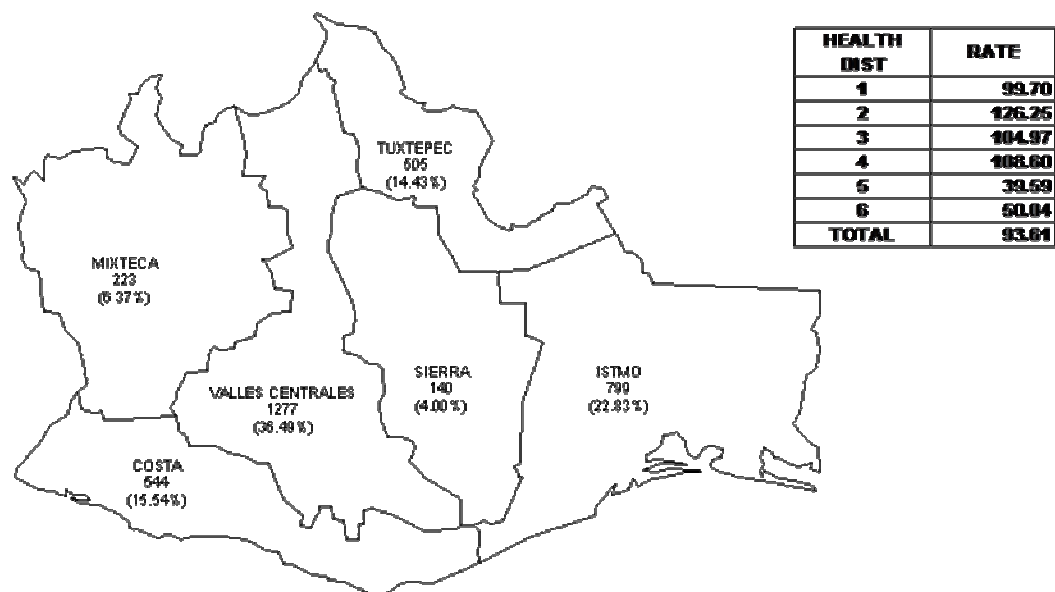 HEALTH DIST RATE
1 99.70
2 126.25
3 104.97
4 108.60
5 39.59
6 50.04
TOTAL 93.61
TUXTEPEC
505
(14.43%)
MIXTECA
223
(6.37%)
VALLES CENTRALES
1277
(36.49%)
SIERRA
140
(4.00%)
ISTMO
799
(22.83%)
COSTA
544
(15.54%)